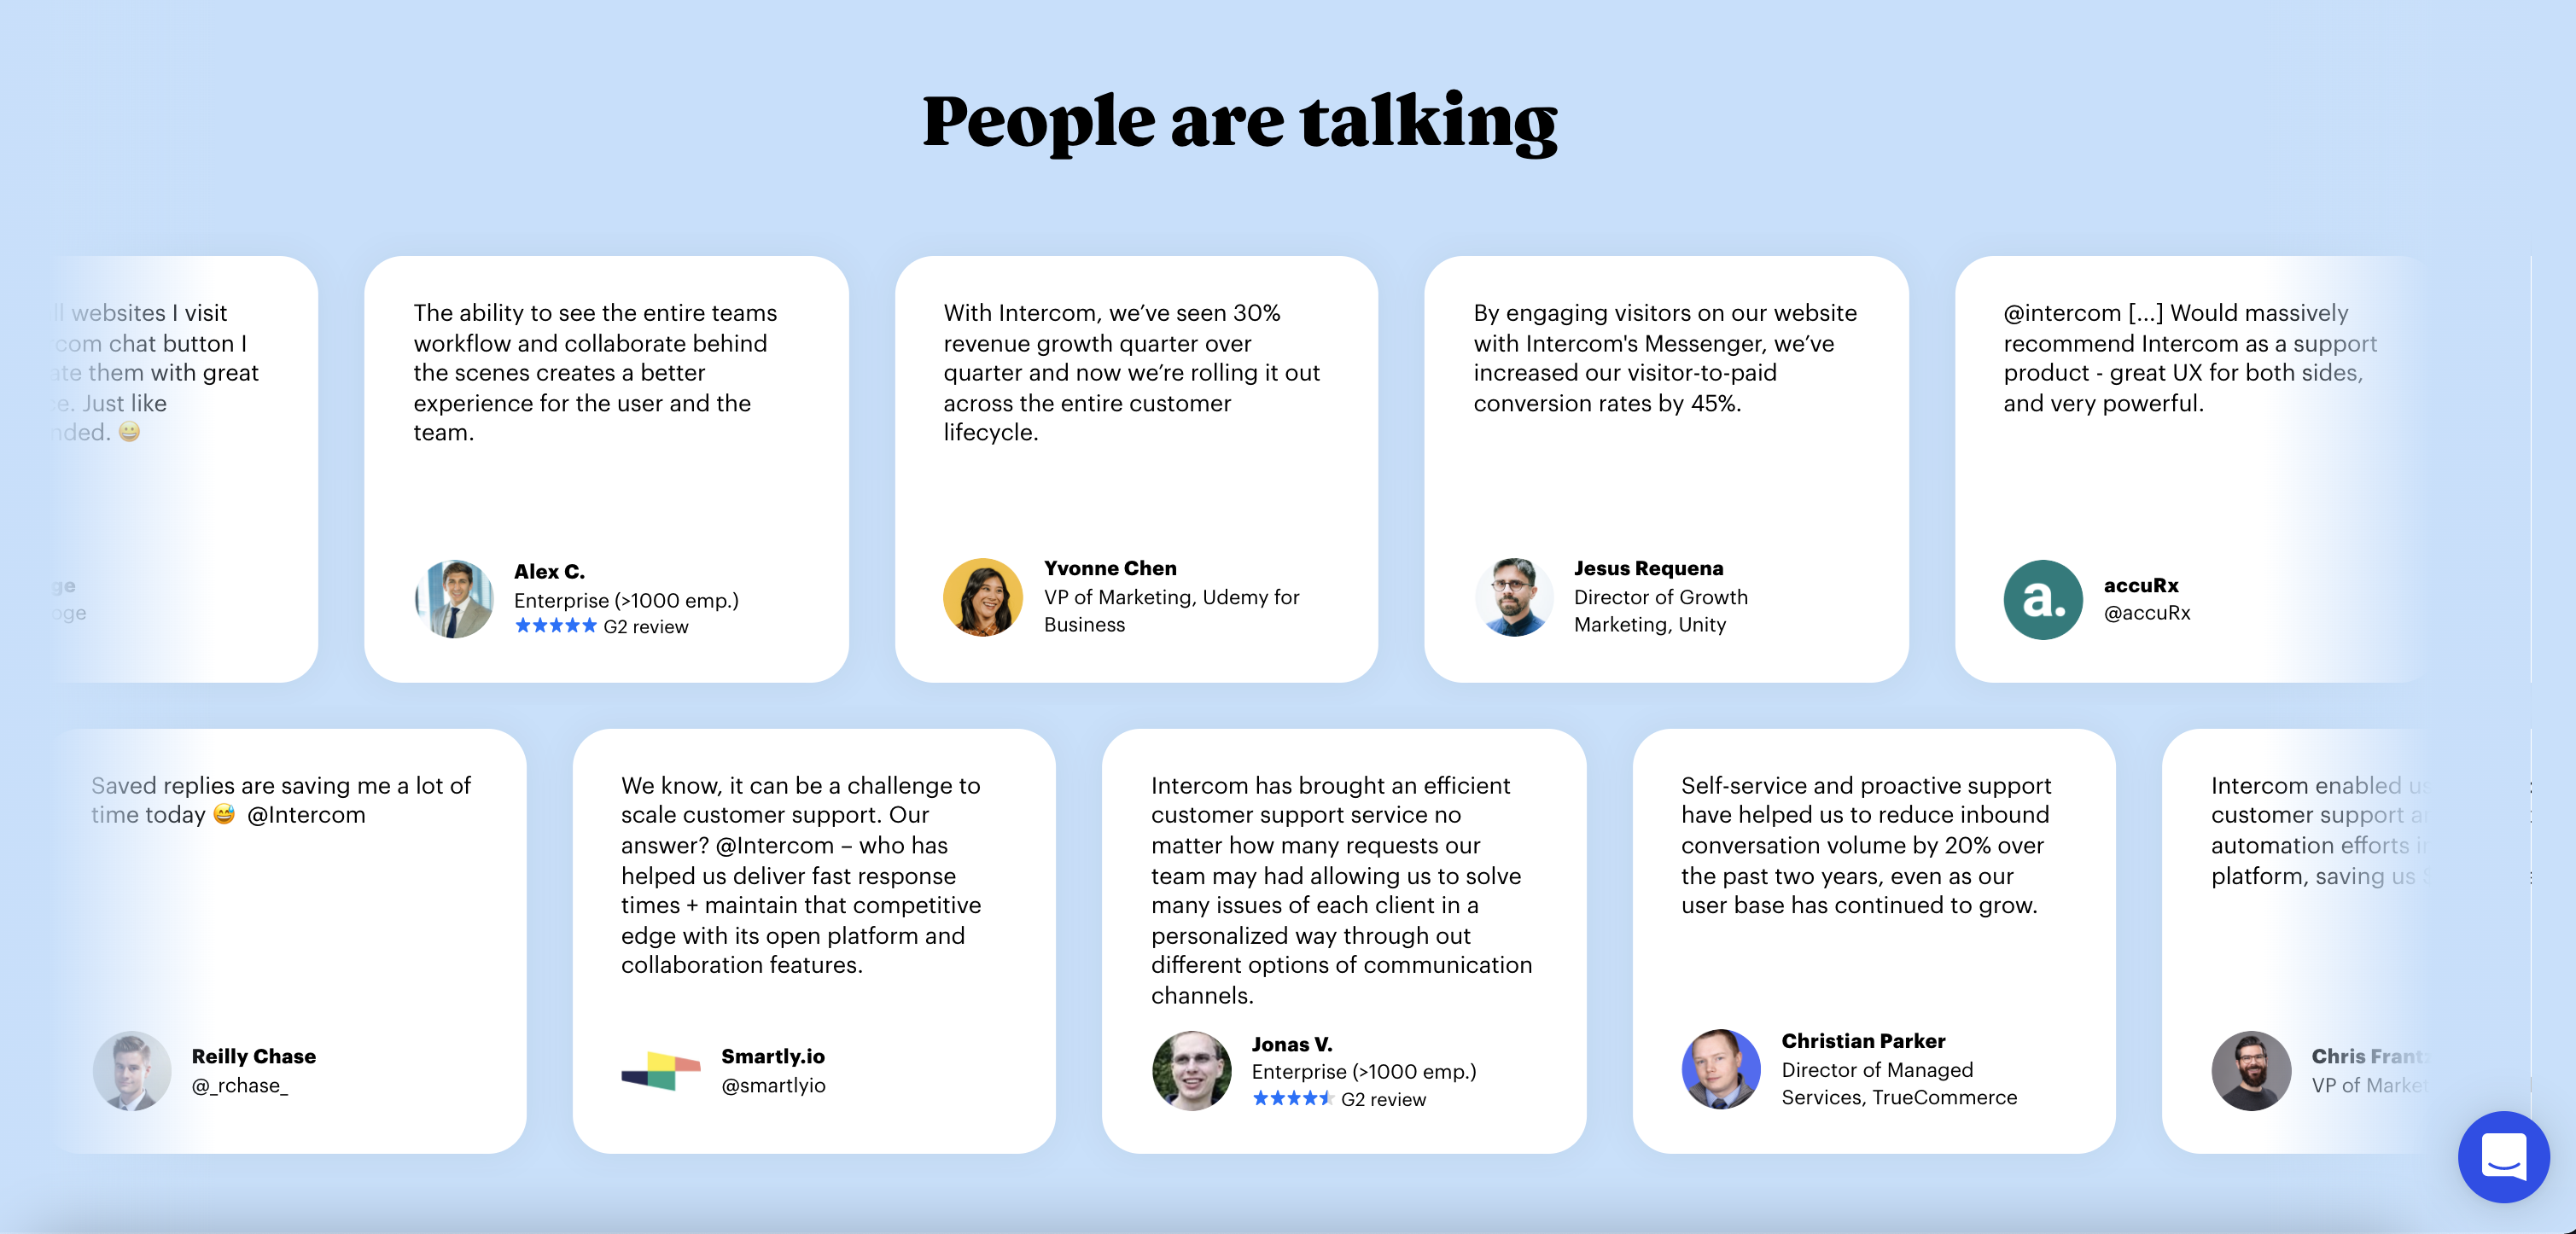 People are talking
websites I visit
chat button I
them with great
Just like
😀
The ability to see the entire teams
workflow and collaborate behind
the scenes creates a better
experience for the user and the
team.
Alex C.
Enterprise (>1000 emp.)
★★★★★ G2 review
With Intercom, we’ve seen 30%
revenue growth quarter over
quarter and now we’re rolling it out
across the entire customer
lifecycle.
Yvonne Chen
VP of Marketing, Udemy for
Business
By engaging visitors on our website
with Intercom's Messenger, we’ve
increased our visitor-to-paid
conversion rates by 45%.
Jesus Requena
Director of Growth
Marketing, Unity
@intercom [...] Would massively
recommend Intercom as a support
product - great UX for both sides,
and very powerful.
a.
accuRx
@accuRx
Saved replies are saving me a lot of
time today 😅 @Intercom
Reilly Chase
@_rchase_
We know, it can be a challenge to
scale customer support. Our
answer? @Intercom – who has
helped us deliver fast response
times + maintain that competitive
edge with its open platform and
collaboration features.
Smartly.io
@smartlyio
Intercom has brought an efficient
customer support service no
matter how many requests our
team may had allowing us to solve
many issues of each client in a
personalized way through out
different options of communication
channels.
Jonas V.
Enterprise (>1000 emp.)
G2 review
Self-service and proactive support
have helped us to reduce inbound
conversation volume by 20% over
the past two years, even as our
user base has continued to grow.
Christian Parker
Director of Managed
Services, TrueCommerce
Intercom enabled us
customer support
automation efforts
platform, saving us
Chris
VP of